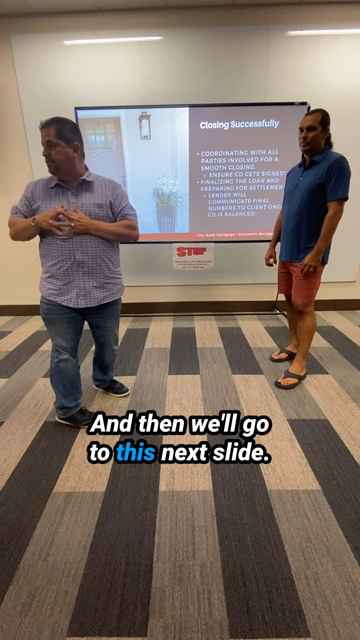 Closing Successfully
• COORDINATING WITH ALL
PARTIES INVOLVED FOR A
SMOOTH CLOSING.
ENSURE CD GETS SIGNED!
• FINALIZING THE LOAN AND
PREPARING FOR SETTLEMENT
LENDER WILL
COMMUNICATE FINAL
NUMBERS TO CLIENT ONCE
CD IS BALANCED
STOP
And then we'll go
to this next slide.